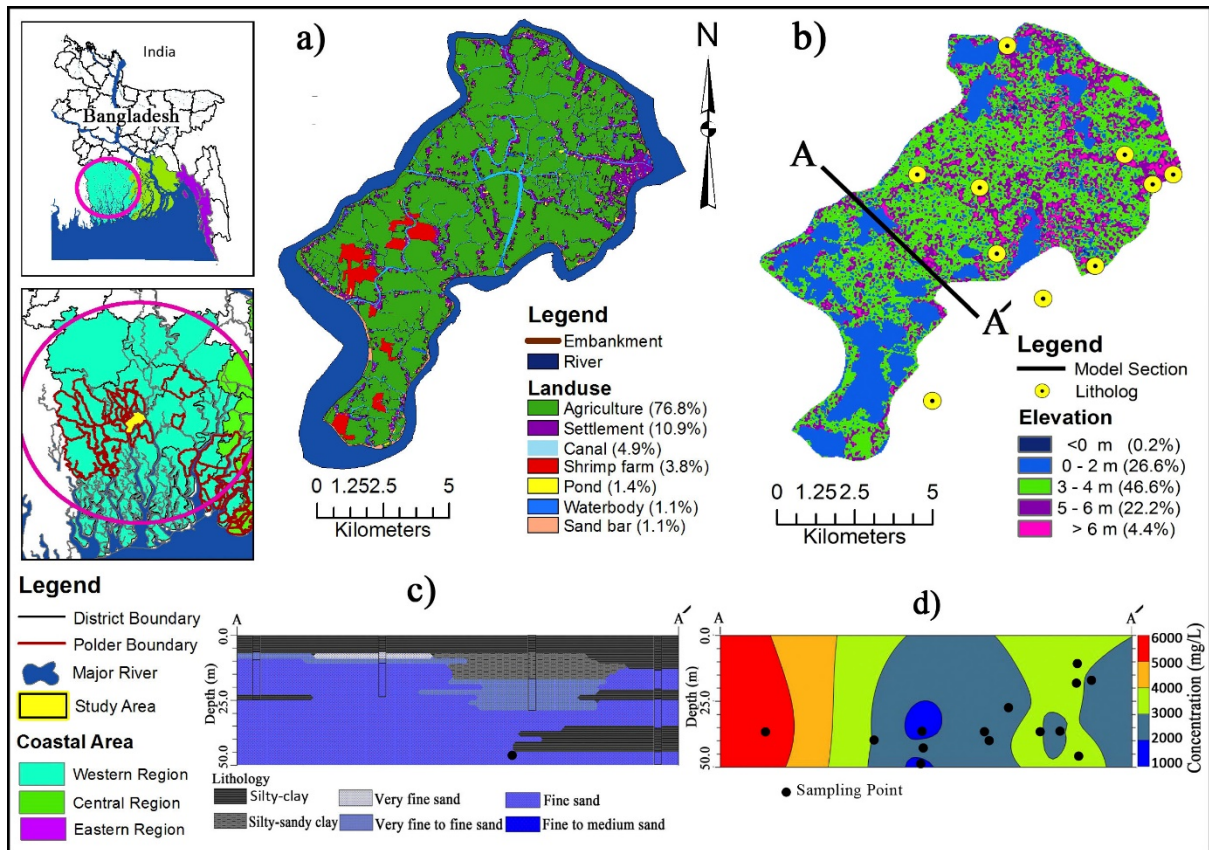 India
Bangladesh
Legend
District Boundary
Polder Boundary
Major River
Study Area
Coastal Area
Western Region
Central Region
Eastern Region
a)
N
Legend
Embankment
River
Landuse
Agriculture (76.8%)
Settlement (10.9%)
Canal (4.9%)
Shrimp farm (3.8%)
Pond (1.4%)
Waterbody (1.1%)
Sand bar (1.1%)
0 1.25 2.5 5
Kilometers
b)
A
A´
Legend
Model Section
Litholog
Elevation
<0 m (0.2%)
0 - 2 m (26.6%)
3 - 4 m (46.6%)
5 - 6 m (22.2%)
> 6 m (4.4%)
0 1.25 2.5 5
Kilometers
c)
A A´
0.0
25.0
50.0
Depth (m)
Lithology
Silty-clay
Very fine sand
Fine sand
Silty-sandy clay
Very fine to fine sand
Fine to medium sand
d)
A A´
0.0
25.0
50.0
Depth (m)
6000
5000
4000
3000
2000
1000
Concentration (mg/L)
Sampling Point